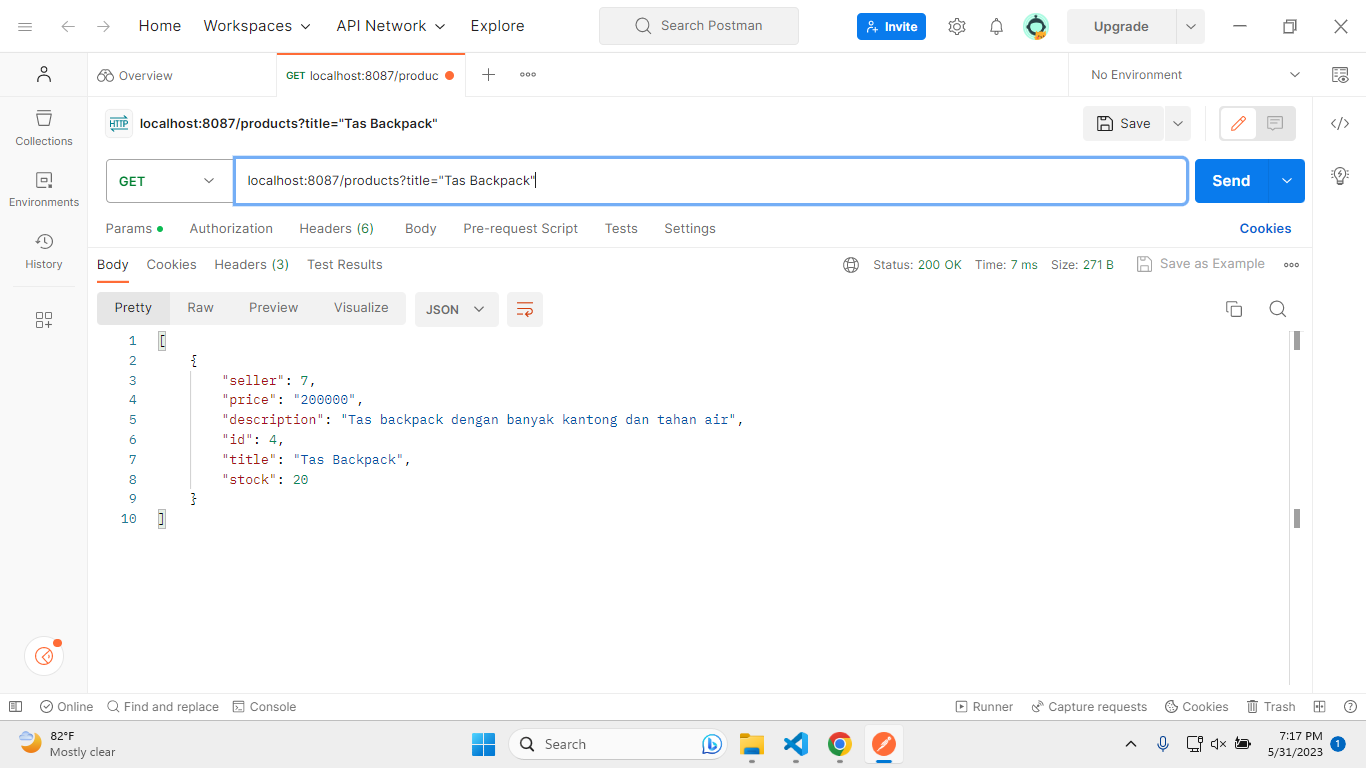 Home Workspaces API Network Explore Search Postman Invite Upgrade
Overview GET localhost:8087/produc No Environment
HTTP localhost:8087/products?title="Tas Backpack" Save
Collections
GET localhost:8087/products?title="Tas Backpack" Send
Environments
Params Authorization Headers (6) Body Pre-request Script Tests Settings Cookies
History
Body Cookies Headers (3) Test Results Status: 200 OK Time: 7 ms Size: 271 B Save as Example
Pretty Raw Preview Visualize JSON
1 [
2 {
3 "seller": 7,
4 "price": "200000",
5 "description": "Tas backpack dengan banyak kantong dan tahan air",
6 "id": 4,
7 "title": "Tas Backpack",
8 "stock": 20
9 }
10 ]
Online Find and replace Console Runner Capture requests Cookies Trash
82°F
Mostly clear
Search
7:17 PM
5/31/2023
1